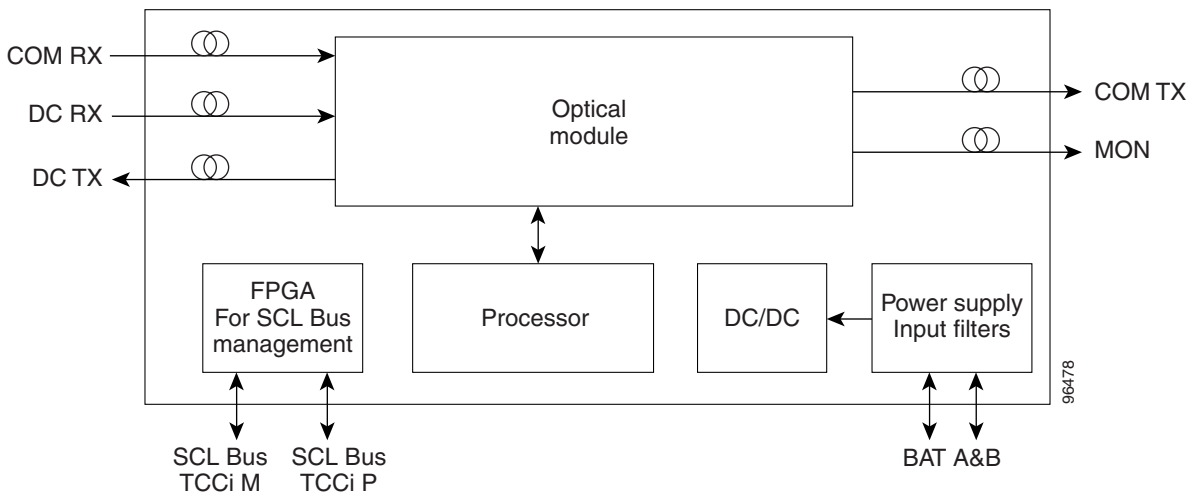 COM RX
DC RX
DC TX
Optical
module
COM TX
MON
FPGA
For SCL Bus
management
Processor
DC/DC
Power supply
Input filters
96478
SCL Bus
TCCi M
SCL Bus
TCCi P
BAT A&B